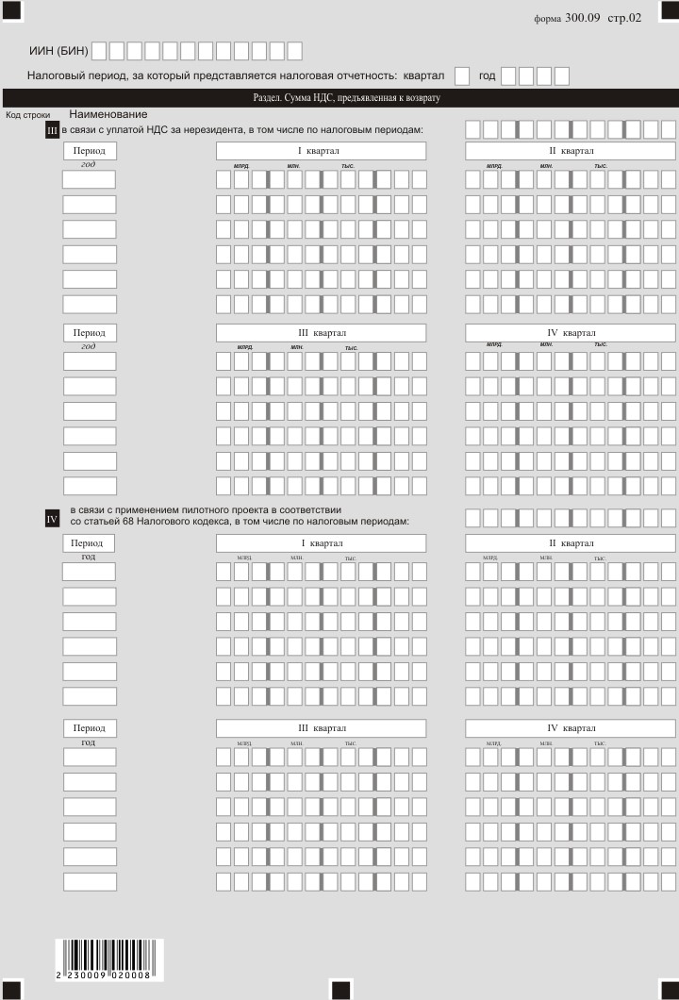 форма 300.09 стр.02
ИИН (БИН)
Налоговый период, за который представляется налоговая отчетность: квартал год
Раздел. Сумма НДС, предъявленная к возврату
Код строки Наименование
III в связи с уплатой НДС за нерезидента, в том числе по налоговым периодам:
Период I квартал II квартал
год МЛРД. МЛН. ТЫС. МЛРД. МЛН. ТЫС.
Период III квартал IV квартал
год МЛРД. МЛН. ТЫС. МЛРД. МЛН. ТЫС.
в связи с применением пилотного проекта в соответствии
IV со статьей 68 Налогового кодекса, в том числе по налоговым периодам:
Период I квартал II квартал
год МЛРД. МЛН. ТЫС. МЛРД. МЛН. ТЫС.
Период III квартал IV квартал
год МЛРД. МЛН. ТЫС. МЛРД. МЛН. ТЫС.
2 230009 020008